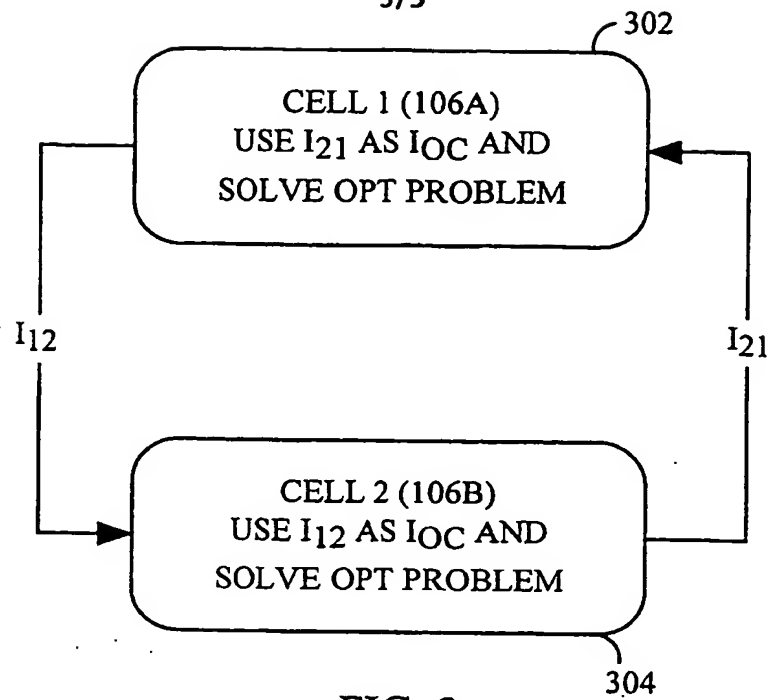 302
CELL 1 (106A)
USE I21 AS IOC AND
SOLVE OPT PROBLEM
I12
I21
CELL 2 (106B)
USE I12 AS IOC AND
SOLVE OPT PROBLEM
304